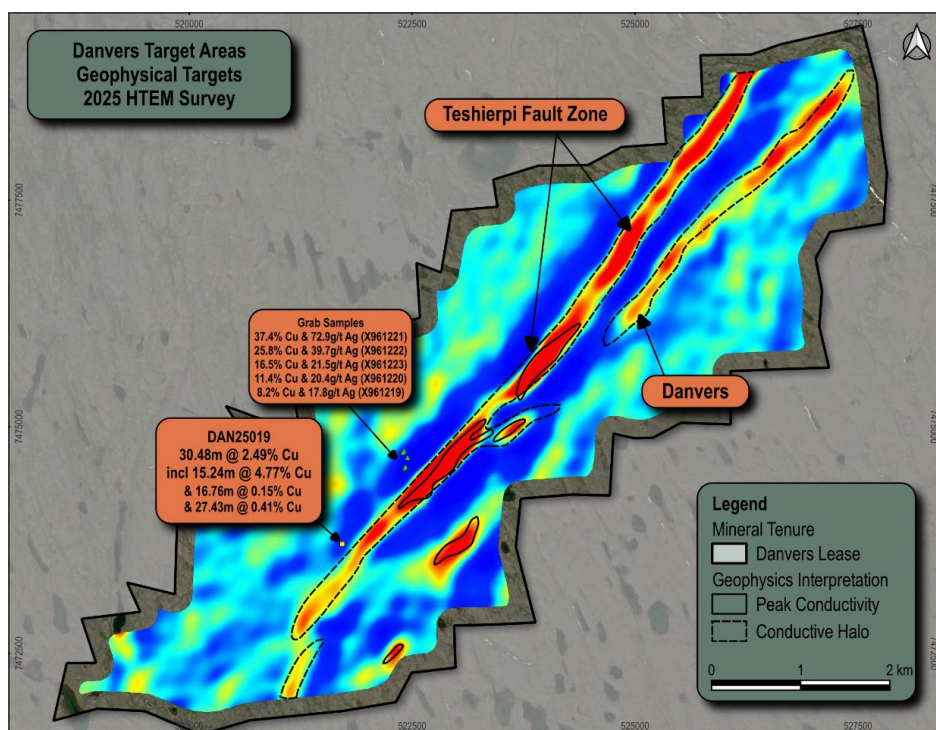 520000
522500
525000
527500
Danvers Target Areas
Geophysical Targets
2025 HTEM Survey
Teshierpi Fault Zone
7477500
7477500
Grab Samples
37.4% Cu & 72.9g/t Ag (X961221)
25.8% Cu & 39.7g/t Ag (X961222)
16.5% Cu & 21.5g/t Ag (X961223)
11.4% Cu & 20.4g/t Ag (X961220)
8.2% Cu & 17.8g/t Ag (X961219)
Danvers
7475000
7475000
DAN25019
30.48m @ 2.49% Cu
incl 15.24m @ 4.77% Cu
& 16.76m @ 0.15% Cu
& 27.43m @ 0.41% Cu
Legend
Mineral Tenure
Danvers Lease
Geophysics Interpretation
Peak Conductivity
Conductive Halo
0 1 2 km
7472500
7472500
522500
525000
527500